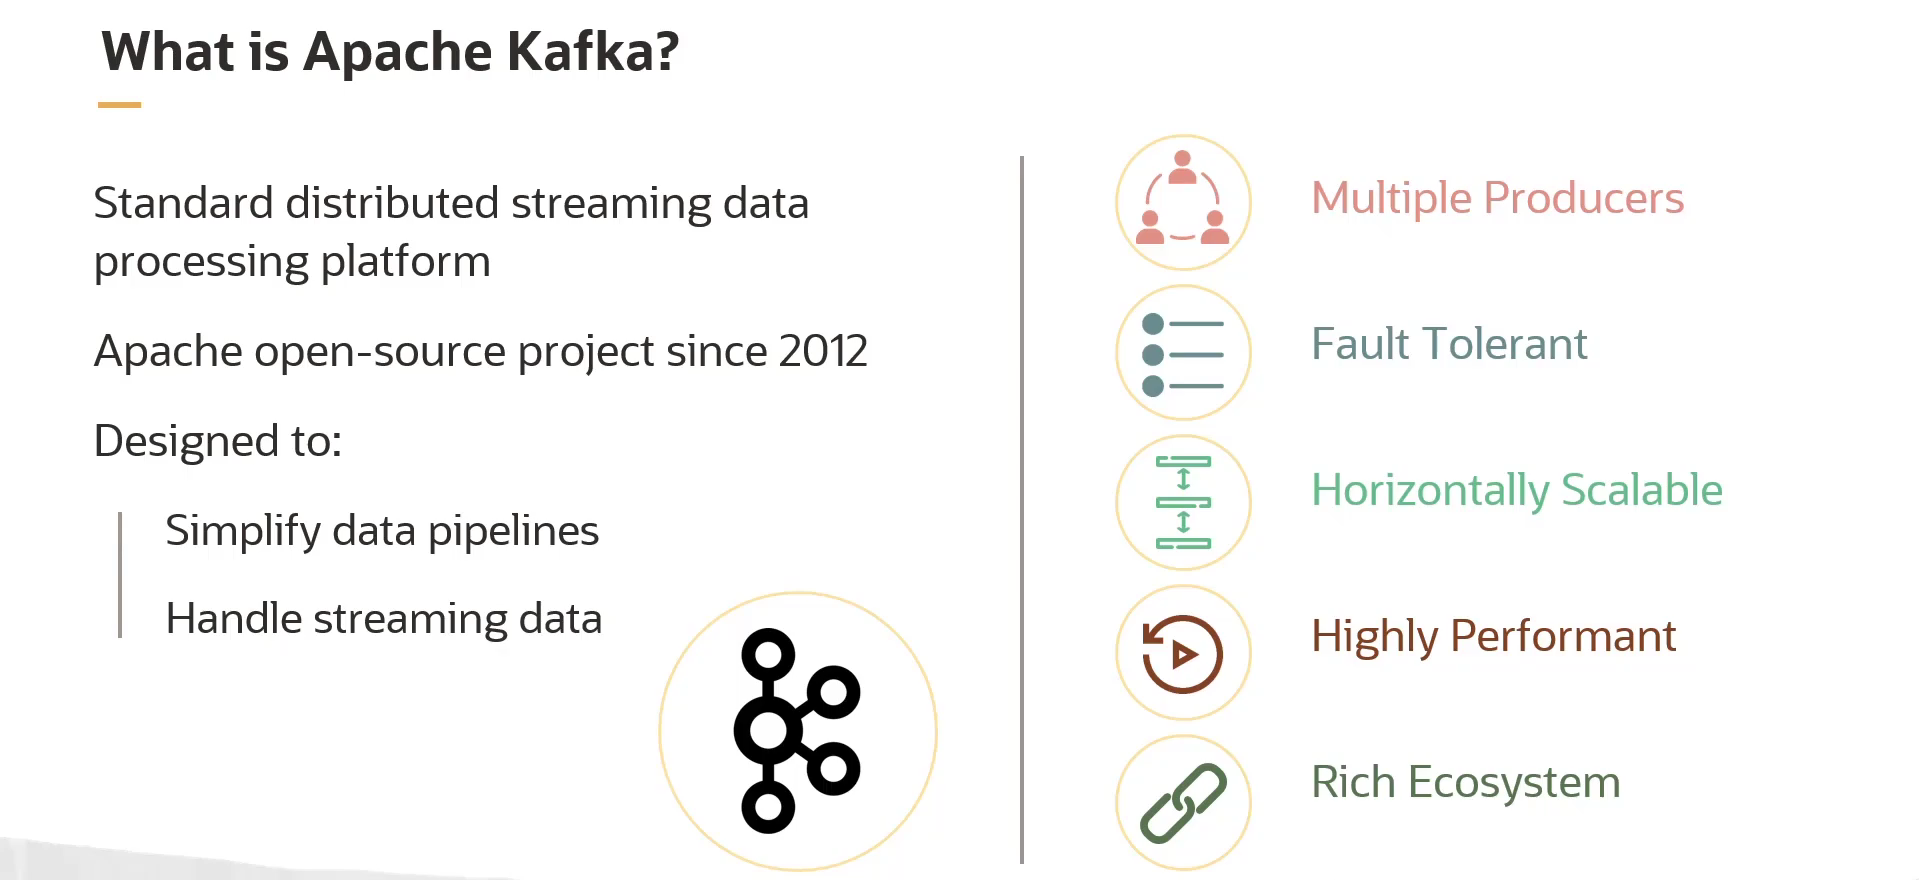 What is Apache Kafka?
Standard distributed streaming data
processing platform
Apache open-source project since 2012
Designed to:
Simplify data pipelines
Handle streaming data
Multiple Producers
Fault Tolerant
Horizontally Scalable
Highly Performant
Rich Ecosystem